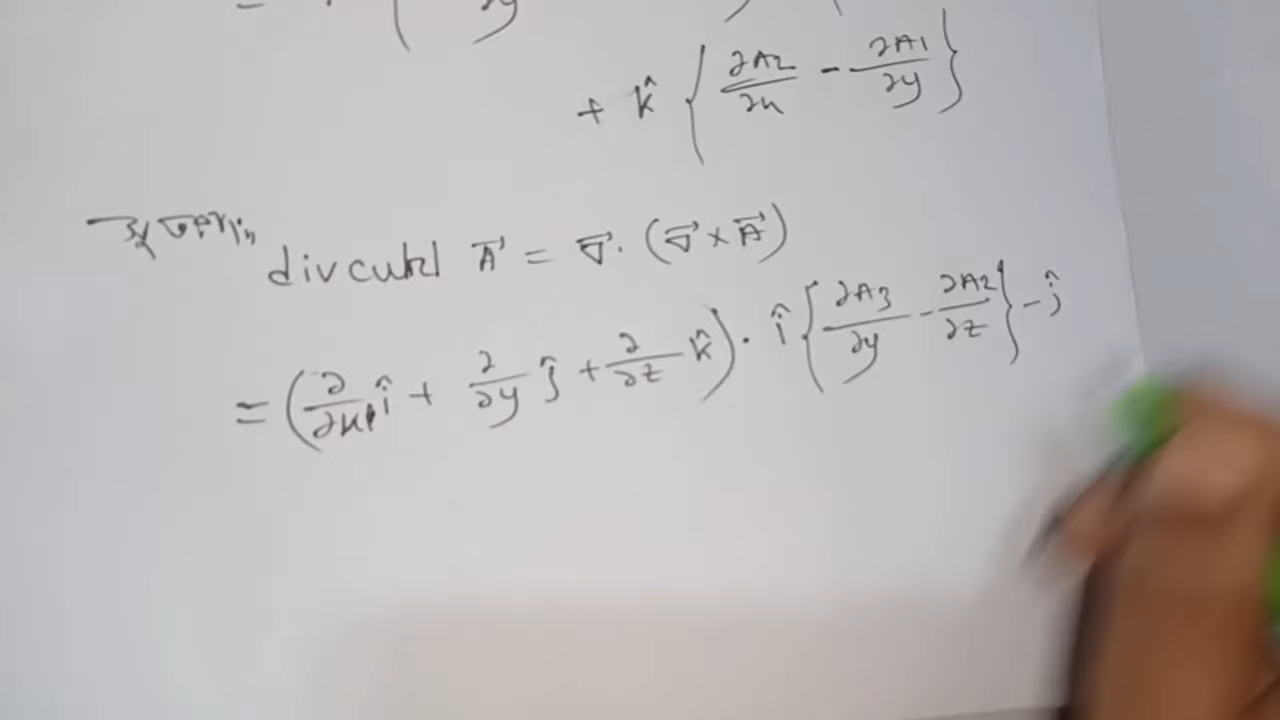 + k̂ { ∂A2/∂x - ∂A1/∂y }
div curl A⃗ = ∇⃗ · (∇⃗ × A⃗)
= (∂/∂x î + ∂/∂y ĵ + ∂/∂z k̂) · î { ∂A3/∂y - ∂A2/∂z } - ĵ